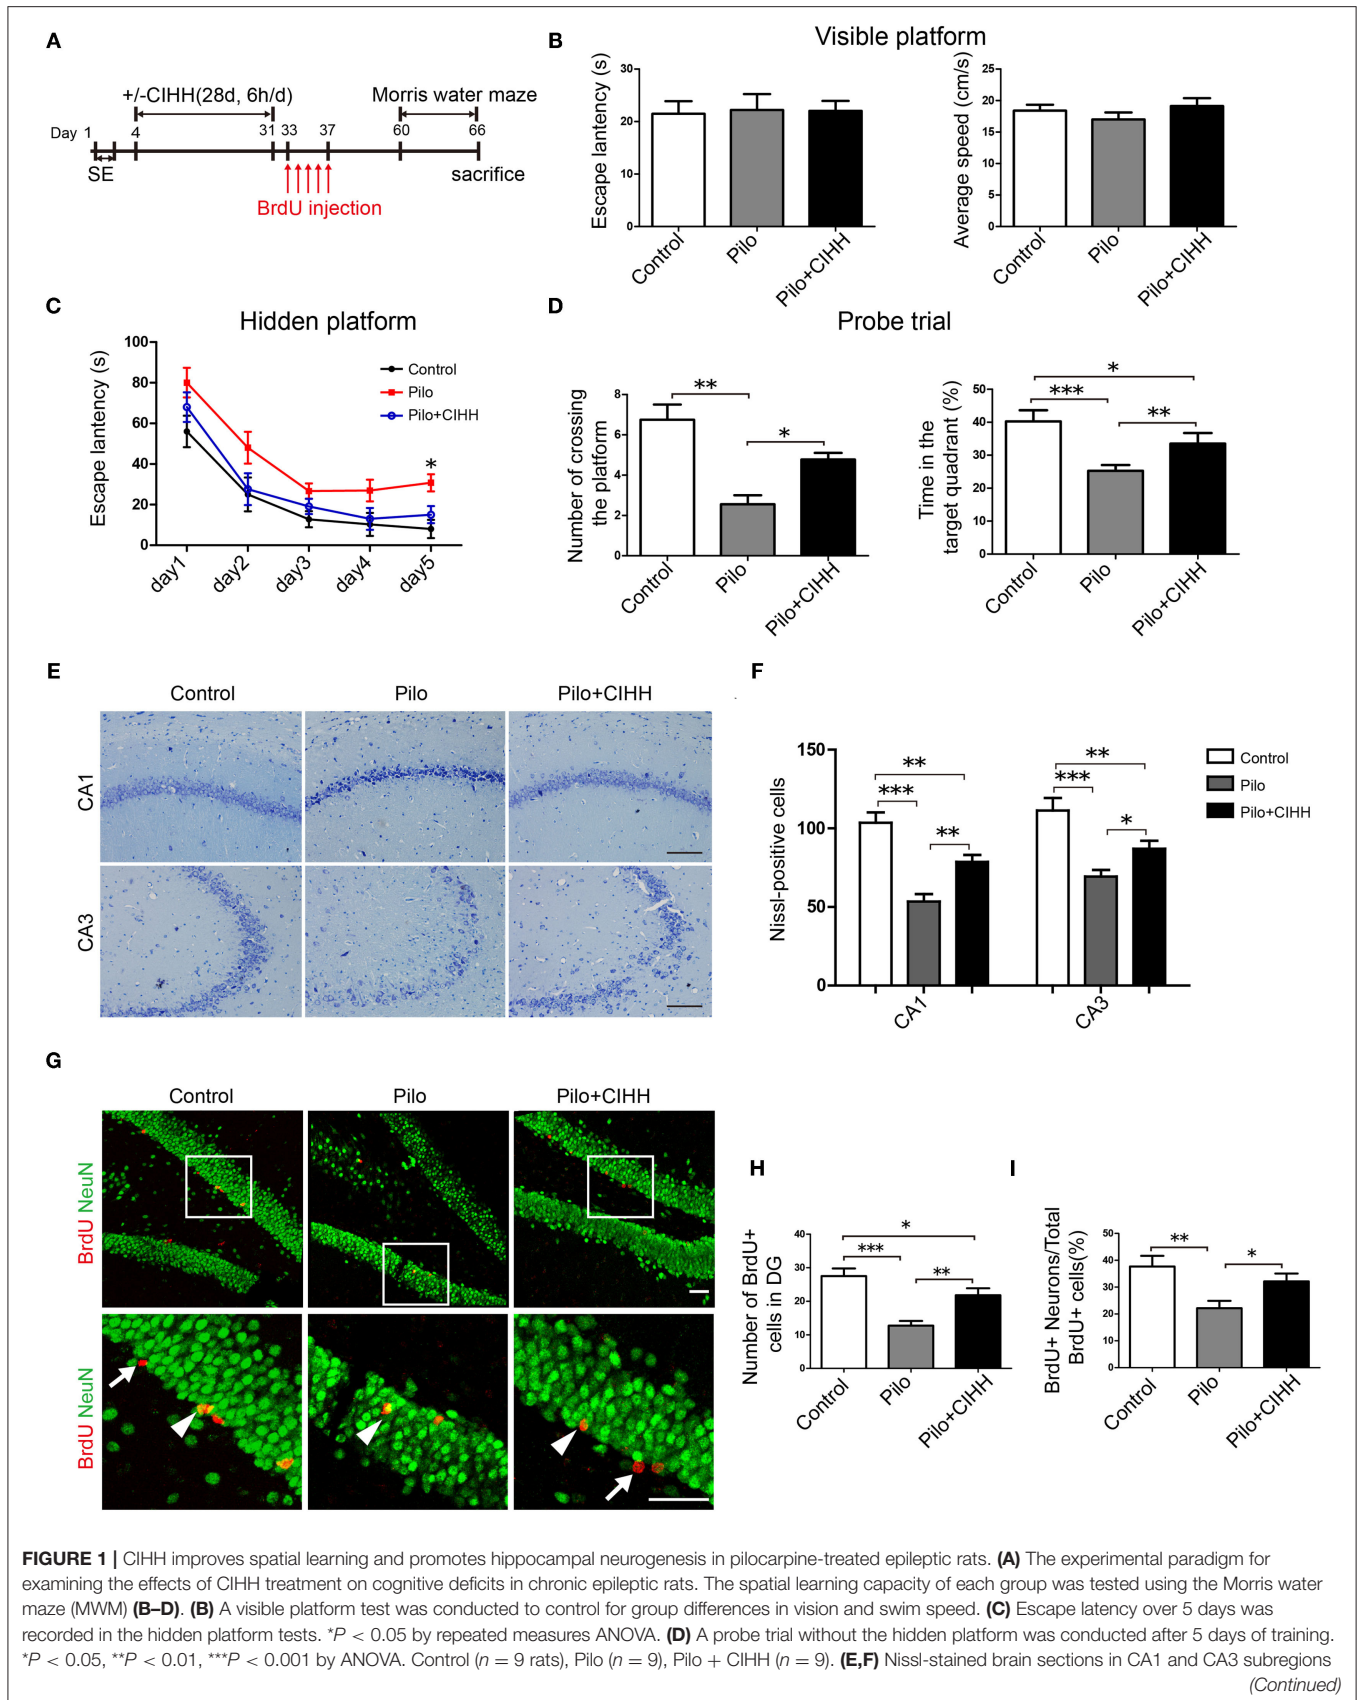 A
+/-CIHH(28d, 6h/d)
Morris water maze
Day 1 4 31 33 37 60 66
SE
sacrifice
BrdU injection
B
Visible platform
Escape lantency (s)
30
20
10
0
Control
Pilo
Pilo+CIHH
Average speed (cm/s)
25
20
15
10
5
0
Control
Pilo
Pilo+CIHH
C
Hidden platform
Escape lantency (s)
100
80
60
40
20
0
Control
Pilo
Pilo+CIHH
*
day1
day2
day3
day4
day5
D
Probe trial
Number of crossing
the platform
8
6
4
2
0
**
*
Control
Pilo
Pilo+CIHH
Time in the
target quadrant (%)
50
40
30
20
10
0
*
***
**
Control
Pilo
Pilo+CIHH
E
Control Pilo Pilo+CIHH
CA1
CA3
F
Nissl-positive cells
150
100
50
0
**
***
**
**
***
*
CA1
CA3
Control
Pilo
Pilo+CIHH
G
Control Pilo Pilo+CIHH
BrdU NeuN
BrdU NeuN
H
Number of BrdU+
cells in DG
40
30
20
10
0
*
***
**
Control
Pilo
Pilo+CIHH
I
BrdU+ Neurons/Total
BrdU+ cells(%)
50
40
30
20
10
0
**
*
Control
Pilo
Pilo+CIHH
FIGURE 1 | CIHH improves spatial learning and promotes hippocampal neurogenesis in pilocarpine-treated epileptic rats. (A) The experimental paradigm for
examining the effects of CIHH treatment on cognitive deficits in chronic epileptic rats. The spatial learning capacity of each group was tested using the Morris water
maze (MWM) (B–D). (B) A visible platform test was conducted to control for group differences in vision and swim speed. (C) Escape latency over 5 days was
recorded in the hidden platform tests. *P < 0.05 by repeated measures ANOVA. (D) A probe trial without the hidden platform was conducted after 5 days of training.
*P < 0.05, **P < 0.01, ***P < 0.001 by ANOVA. Control (n = 9 rats), Pilo (n = 9), Pilo + CIHH (n = 9). (E,F) Nissl-stained brain sections in CA1 and CA3 subregions
(Continued)